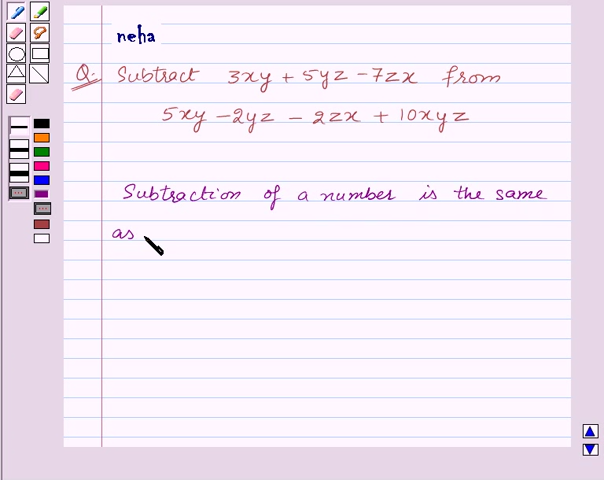 neha
Q. Subtract 3xy + 5yz - 7zx from
5xy - 2yz - 2zx + 10xyz
Subtraction of a number is the same
as